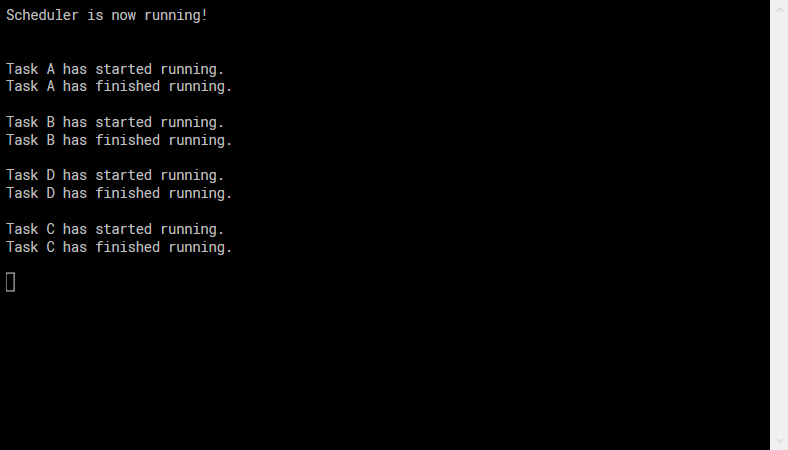 Scheduler is now running!
Task A has started running.
Task A has finished running.
Task B has started running.
Task B has finished running.
Task D has started running.
Task D has finished running.
Task C has started running.
Task C has finished running.